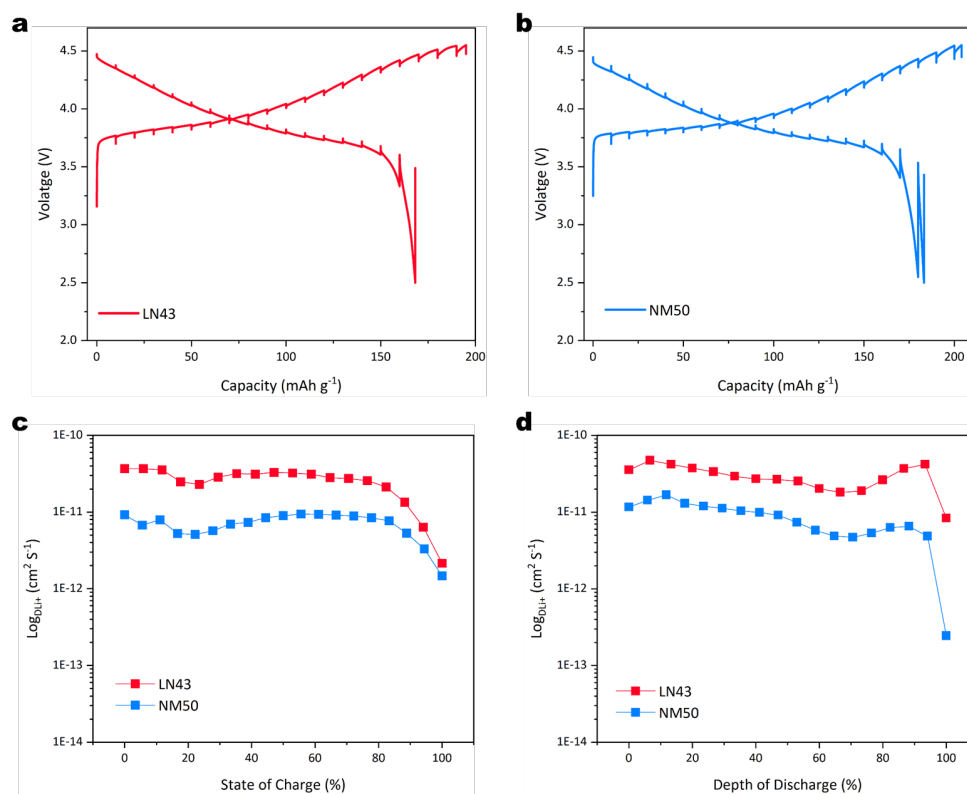 a
4.5
4.0
3.5
3.0
2.5
2.0
Volatge (V)
LN43
0
50
100
150
200
Capacity (mAh g⁻¹)
b
4.5
4.0
3.5
3.0
2.5
2.0
Volatge (V)
NM50
0
50
100
150
200
Capacity (mAh g⁻¹)
c
1E-10
1E-11
1E-12
1E-13
1E-14
Log_DLi+ (cm² S⁻¹)
LN43
NM50
0
20
40
60
80
100
State of Charge (%)
d
1E-10
1E-11
1E-12
1E-13
1E-14
Log_DLi+ (cm² S⁻¹)
LN43
NM50
0
20
40
60
80
100
Depth of Discharge (%)